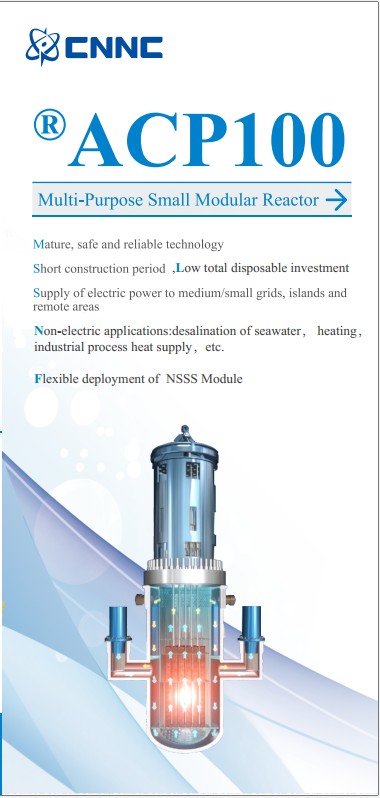 CNNC
®ACP100
Multi-Purpose Small Modular Reactor
Mature, safe and reliable technology
Short construction period ,Low total disposable investment
Supply of electric power to medium/small grids, islands and
remote areas
Non-electric applications:desalination of seawater， heating，
industrial process heat supply，etc.
Flexible deployment of NSSS Module